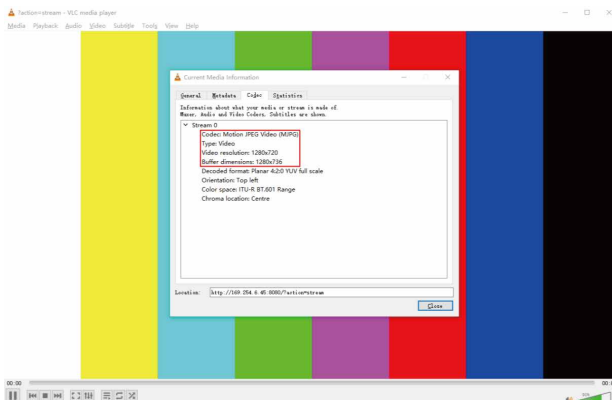 ?action=stream - VLC media player
Media Playback Audio Video Subtitle Tools View Help
Current Media Information
General Metadata Codec Statistics
Information about what your media or stream is made of.
Muxer, Audio and Video Codecs, Subtitles are shown.
Stream 0
Codec: Motion JPEG Video (MJPG)
Type: Video
Video resolution: 1280x720
Buffer dimensions: 1280x736
Decoded format: Planar 4:2:0 YUV full scale
Orientation: Top left
Color space: ITU-R BT.601 Range
Chroma location: Centre
Location: http://169.254.6.45:8080/?action=stream
Close
00:00